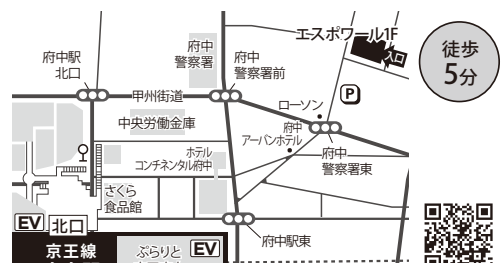 エスポワール1F
入口
徒歩
5分
府中駅
北口
府中
警察署
府中
警察署前
甲州街道
P
ローソン
中央労働金庫
府中
アーバンホテル
府中
警察署東
ホテル
コンチネンタル府中
さくら
食品館
EV
北口
府中駅東
京王線
ぷらりと
EV